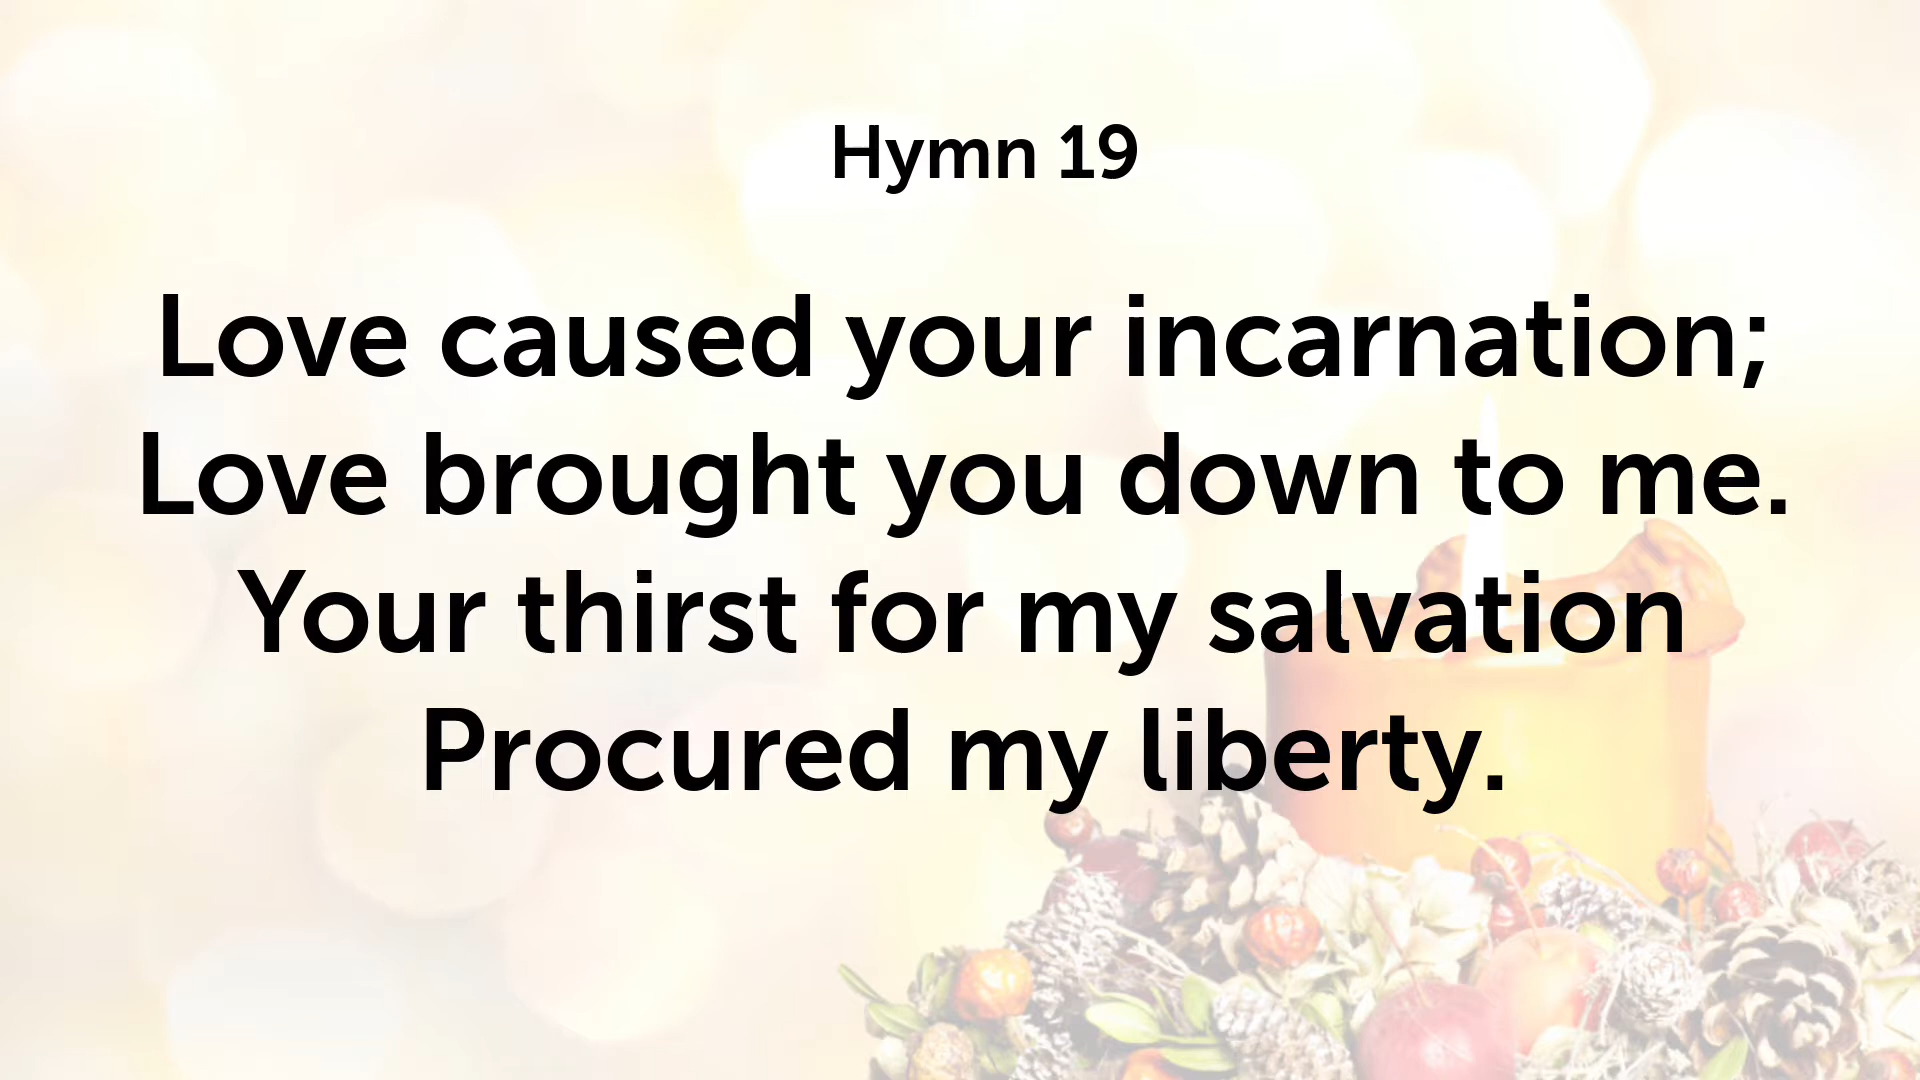 Hymn 19
Love caused your incarnation;
Love brought you down to me.
Your thirst for my salvation
Procured my liberty.